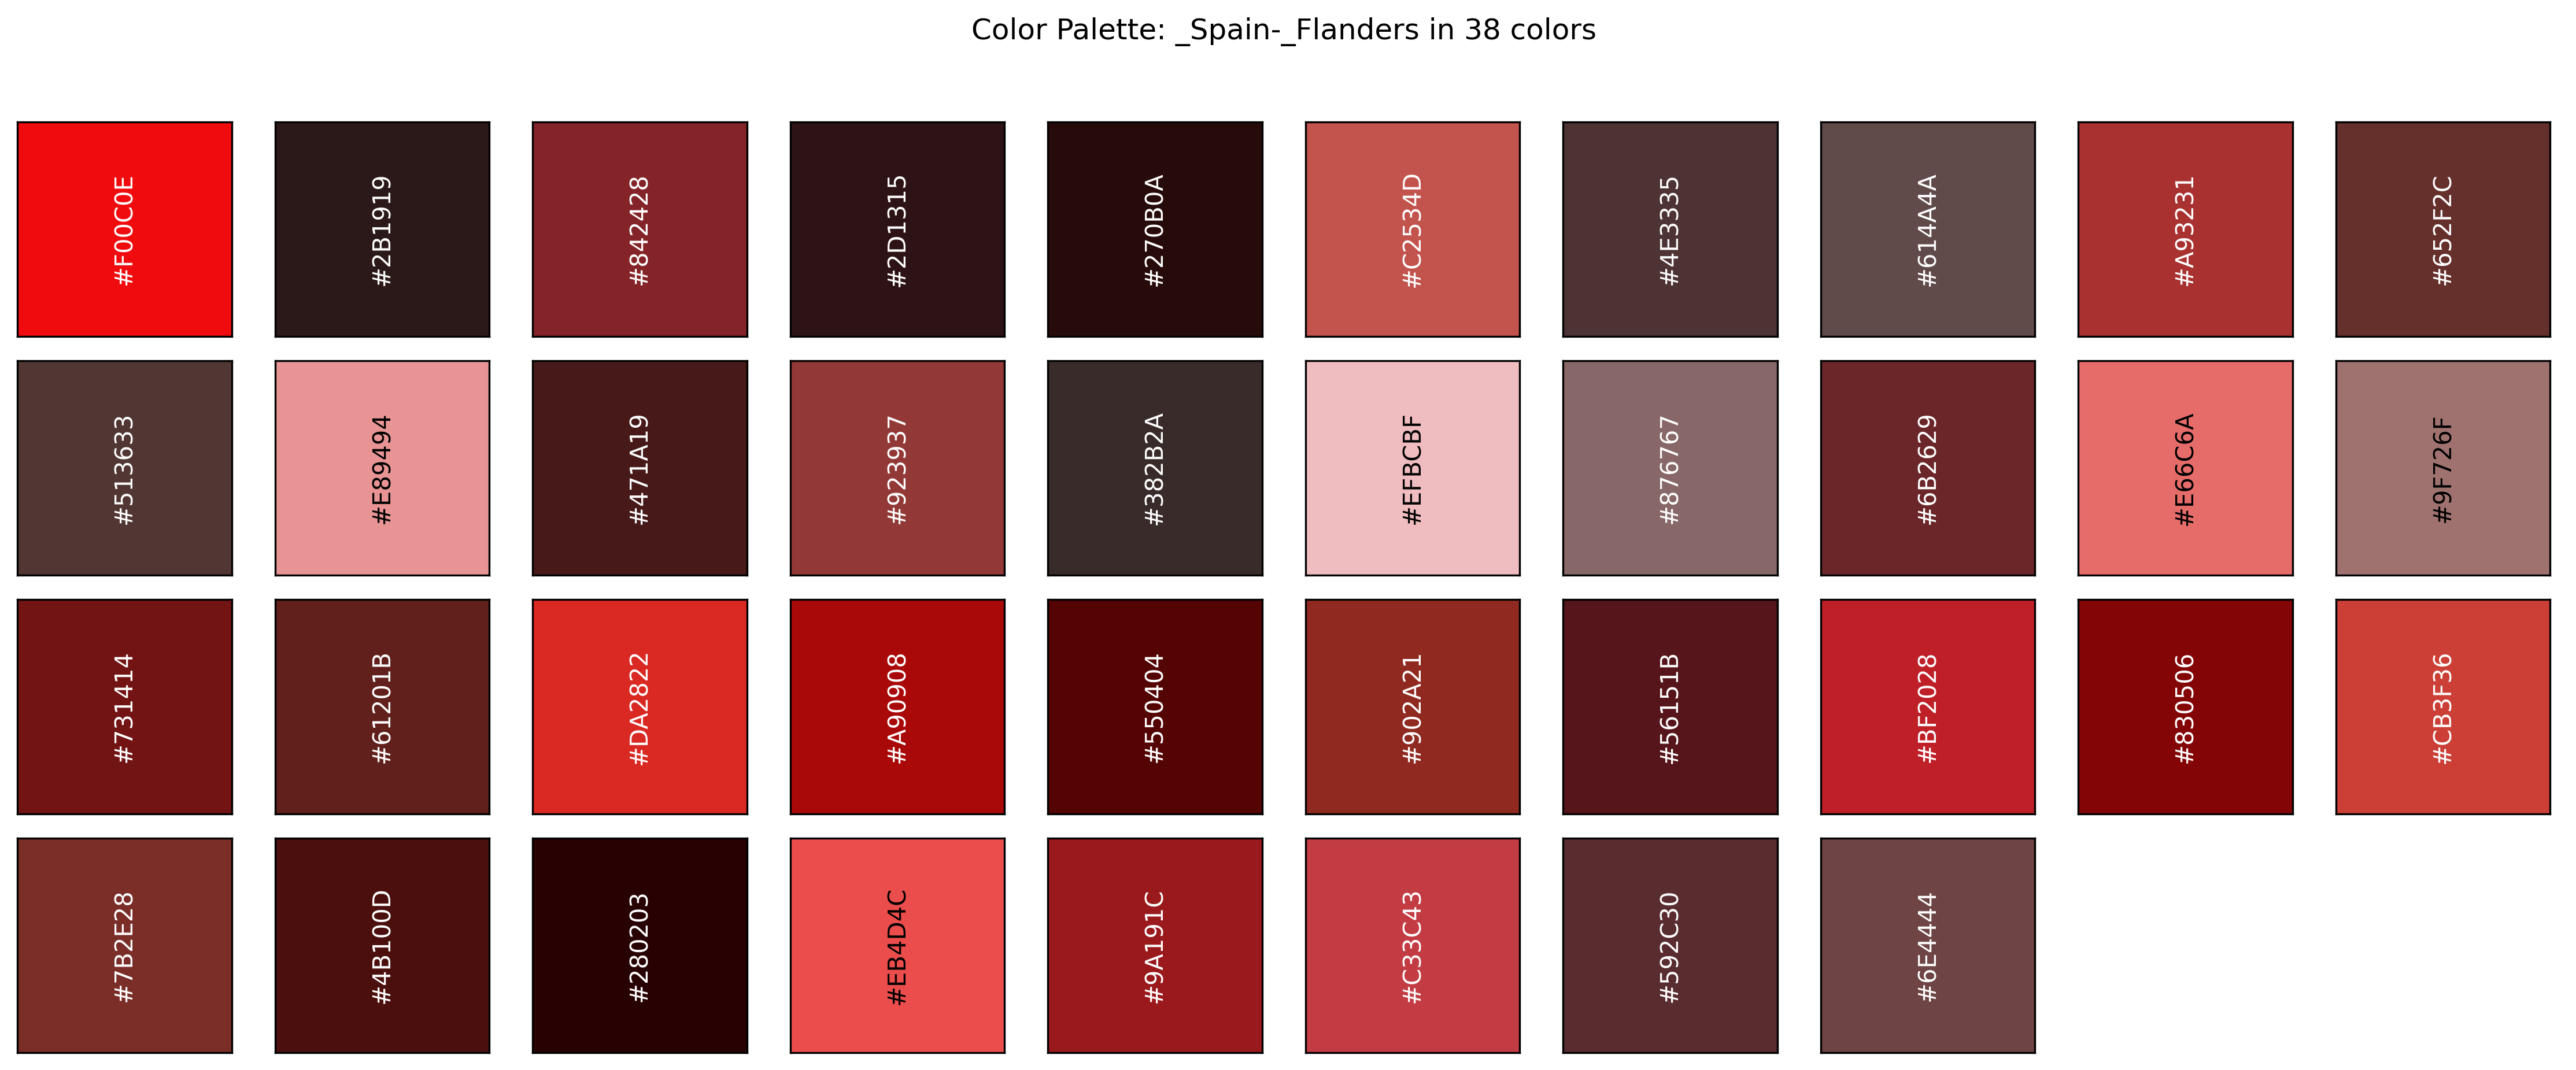 Color Palette: _Spain-_Flanders in 38 colors
#F00C0E
#2B1919
#842428
#2D1315
#270B0A
#C2534D
#4E3335
#614A4A
#A93231
#652F2C
#513633
#E89494
#471A19
#923937
#382B2A
#EFBCBF
#876767
#6B2629
#E66C6A
#9F726F
#731414
#61201B
#DA2822
#A90908
#550404
#902A21
#56151B
#BF2028
#830506
#CB3F36
#7B2E28
#4B100D
#280203
#EB4D4C
#9A191C
#C33C43
#592C30
#6E4444